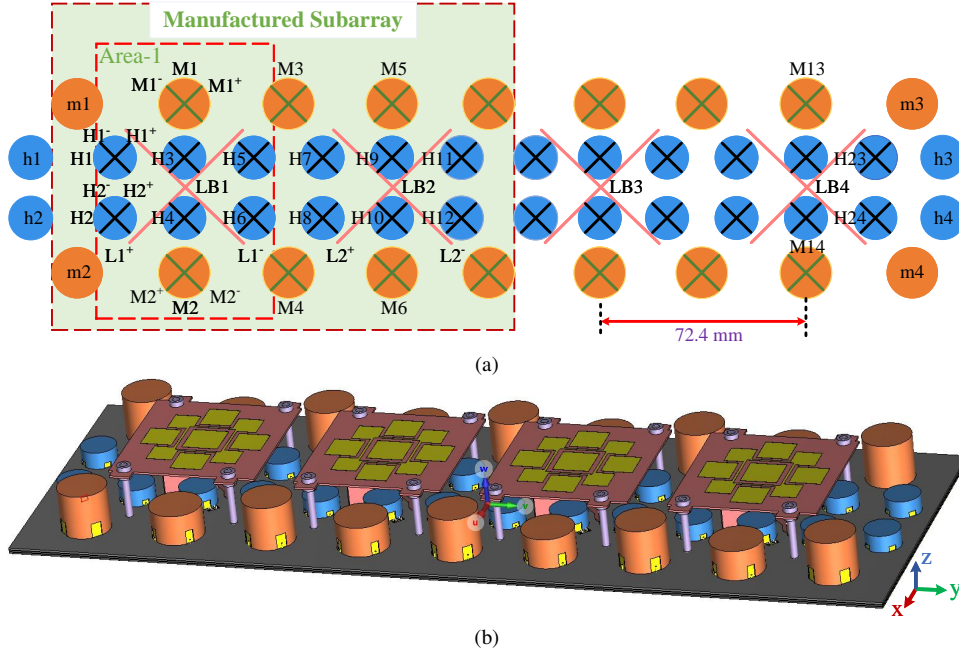 Manufactured Subarray
Area-1
M1
M1- M1+
M3
M5
M13
m1
m3
H1- H1+
h1
H1
H3
H5
H7
H9
H11
H23
h3
H2- H2+
LB1
LB2
LB3
LB4
h2
H2
H4
H6
H8
H10
H12
H24
h4
L1+
L1-
L2+
L2-
M14
m2
M2+
M2-
m4
M2
M4
M6
72.4 mm
(a)
w
u
v
z
y
x
(b)